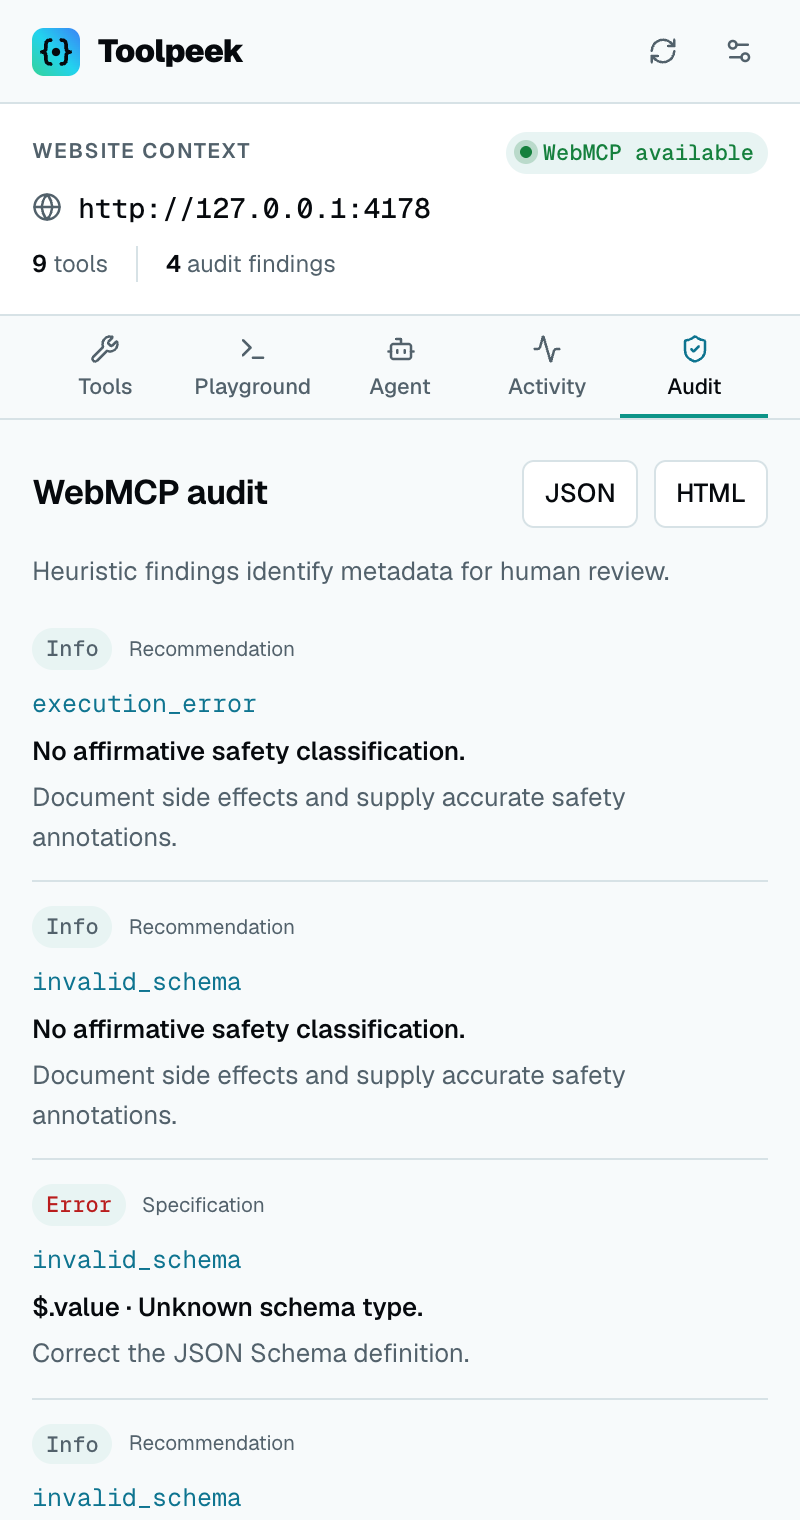 Toolpeek
WEBSITE CONTEXT
WebMCP available
http://127.0.0.1:4178
9 tools
4 audit findings
Tools
Playground
Agent
Activity
Audit
WebMCP audit
JSON
HTML
Heuristic findings identify metadata for human review.
Info Recommendation
execution_error
No affirmative safety classification.
Document side effects and supply accurate safety
annotations.
Info Recommendation
invalid_schema
No affirmative safety classification.
Document side effects and supply accurate safety
annotations.
Error Specification
invalid_schema
$.value · Unknown schema type.
Correct the JSON Schema definition.
Info Recommendation
invalid_schema